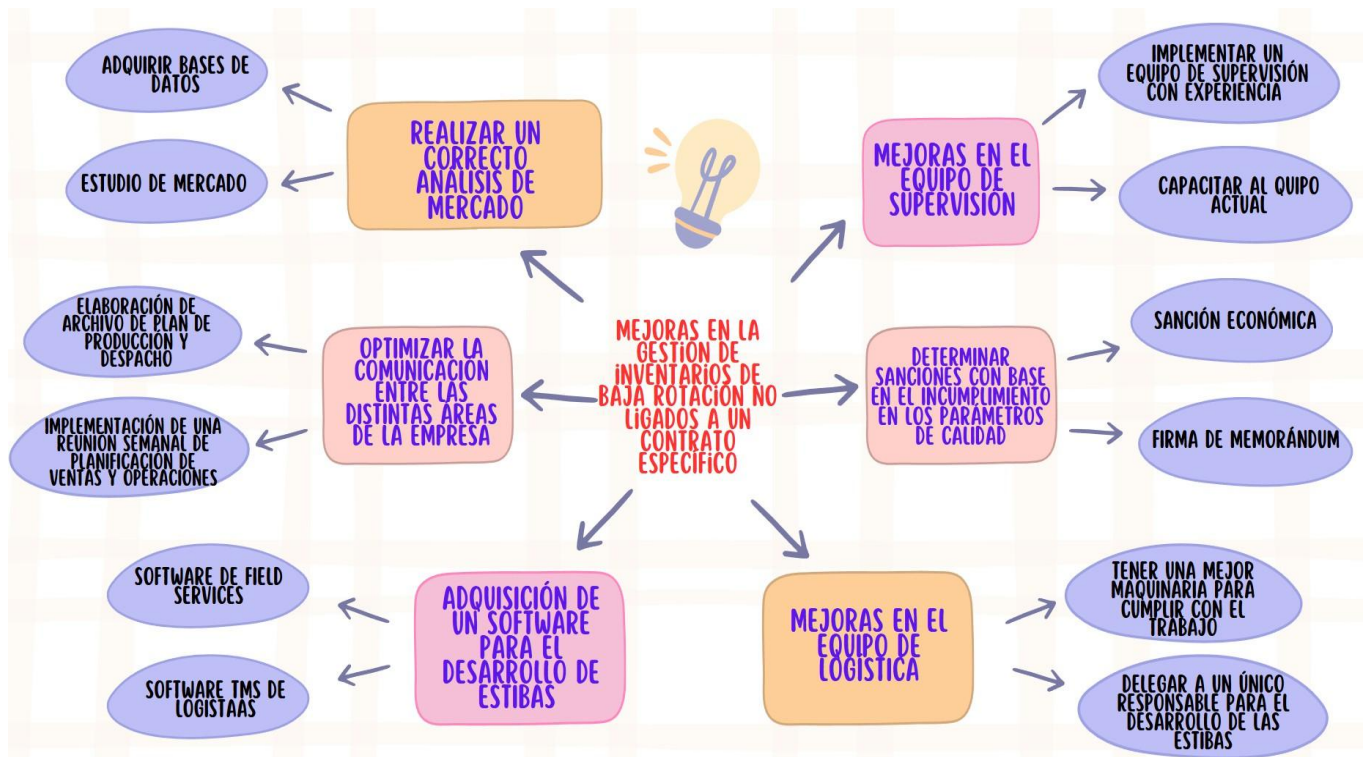 ADQUIRIR BASES DE
DATOS
ESTUDIO DE MERCADO
REALIZAR UN
CORRECTO
ANÁLISIS DE
MERCADO
MEJORAS EN EL
EQUIPO DE
SUPERVISIÓN
IMPLEMENTAR UN
EQUIPO DE SUPERVISIÓN
CON EXPERIENCIA
CAPACITAR AL QUIPO
ACTUAL
ELABORACIÓN DE
ARCHIVO DE PLAN DE
PRODUCCIÓN Y
DESPACHO
IMPLEMENTACIÓN DE UNA
REUNIÓN SEMANAL DE
PLANIFICACIÓN DE
VENTAS Y OPERACIONES
OPTIMIZAR LA
COMUNICACIÓN
ENTRE LAS
DISTINTAS ÁREAS
DE LA EMPRESA
MEJORAS EN LA
GESTIÓN DE
INVENTARIOS DE
BAJA ROTACIÓN NO
LIGADOS A UN
CONTRATO
ESPECÍFICO
DETERMINAR
SANCIONES CON BASE
EN EL INCUMPLIMIENTO
EN LOS PARÁMETROS
DE CALIDAD
SANCIÓN ECONÓMICA
FIRMA DE MEMORÁNDUM
SOFTWARE DE FIELD
SERVICES
SOFTWARE TMS DE
LOGISTAAS
ADQUISICIÓN DE
UN SOFTWARE
PARA EL
DESARROLLO DE
ESTIBAS
MEJORAS EN EL
EQUIPO DE
LOGÍSTICA
TENER UNA MEJOR
MAQUINARIA PARA
CUMPLIR CON EL
TRABAJO
DELEGAR A UN ÚNICO
RESPONSABLE PARA EL
DESARROLLO DE LAS
ESTIBAS